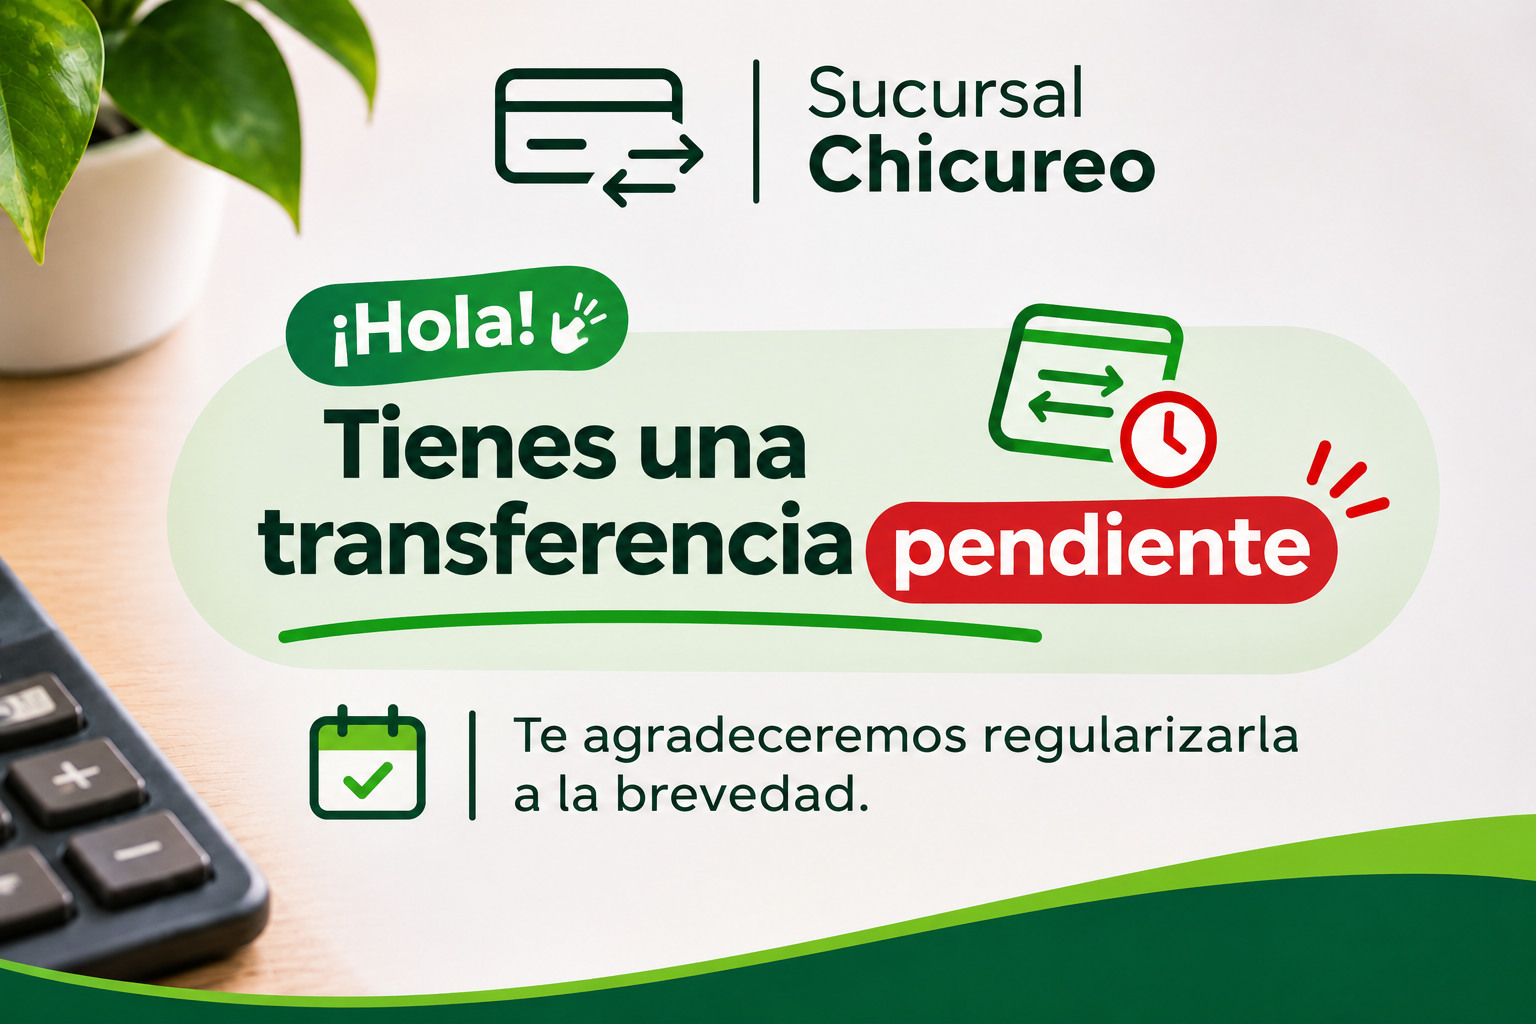 Sucursal
Chicureo
¡Hola!
Tienes una
transferencia pendiente
Te agradeceremos regularizarla
a la brevedad.